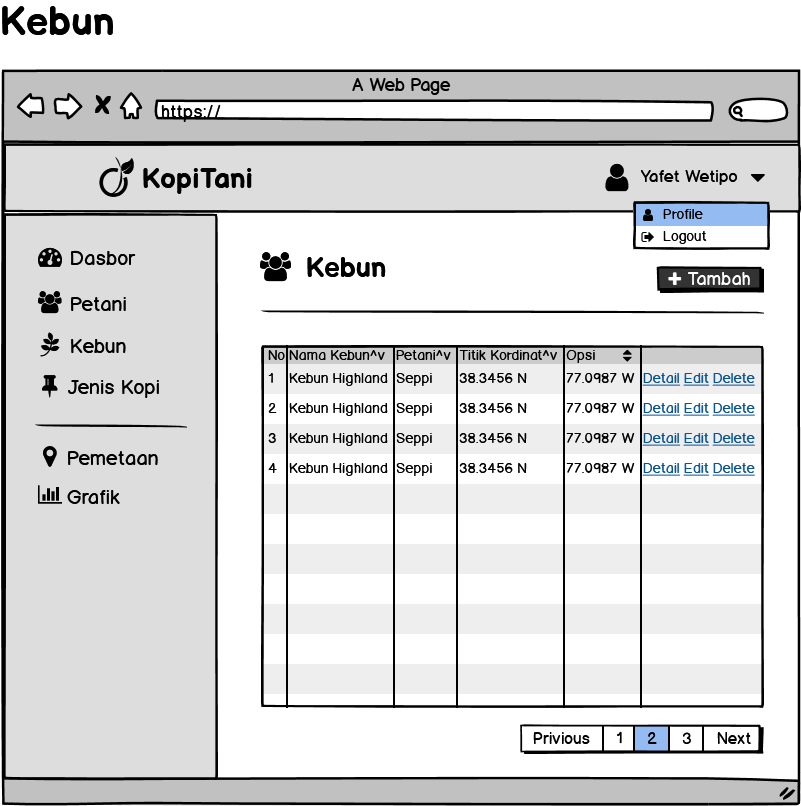 Kebun
A Web Page
https://
KopiTani
Yafet Wetipo
Profile
Logout
Dasbor
Petani
Kebun
Jenis Kopi
Pemetaan
Grafik
Kebun
+ Tambah
No Nama Kebun^v Petani^v Titik Kordinat^v Opsi
1 Kebun Highland Seppi 38.3456 N 77.0987 W Detail Edit Delete
2 Kebun Highland Seppi 38.3456 N 77.0987 W Detail Edit Delete
3 Kebun Highland Seppi 38.3456 N 77.0987 W Detail Edit Delete
4 Kebun Highland Seppi 38.3456 N 77.0987 W Detail Edit Delete
Privious 1 2 3 Next